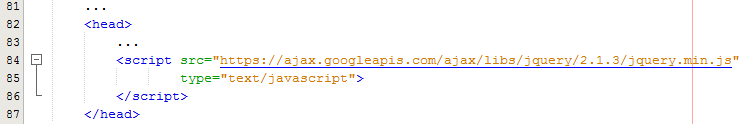 81 ...
82 <head>
83 ...
84 <script src="https://ajax.googleapis.com/ajax/libs/jquery/2.1.3/jquery.min.js"
85 type="text/javascript">
86 </script>
87 </head>